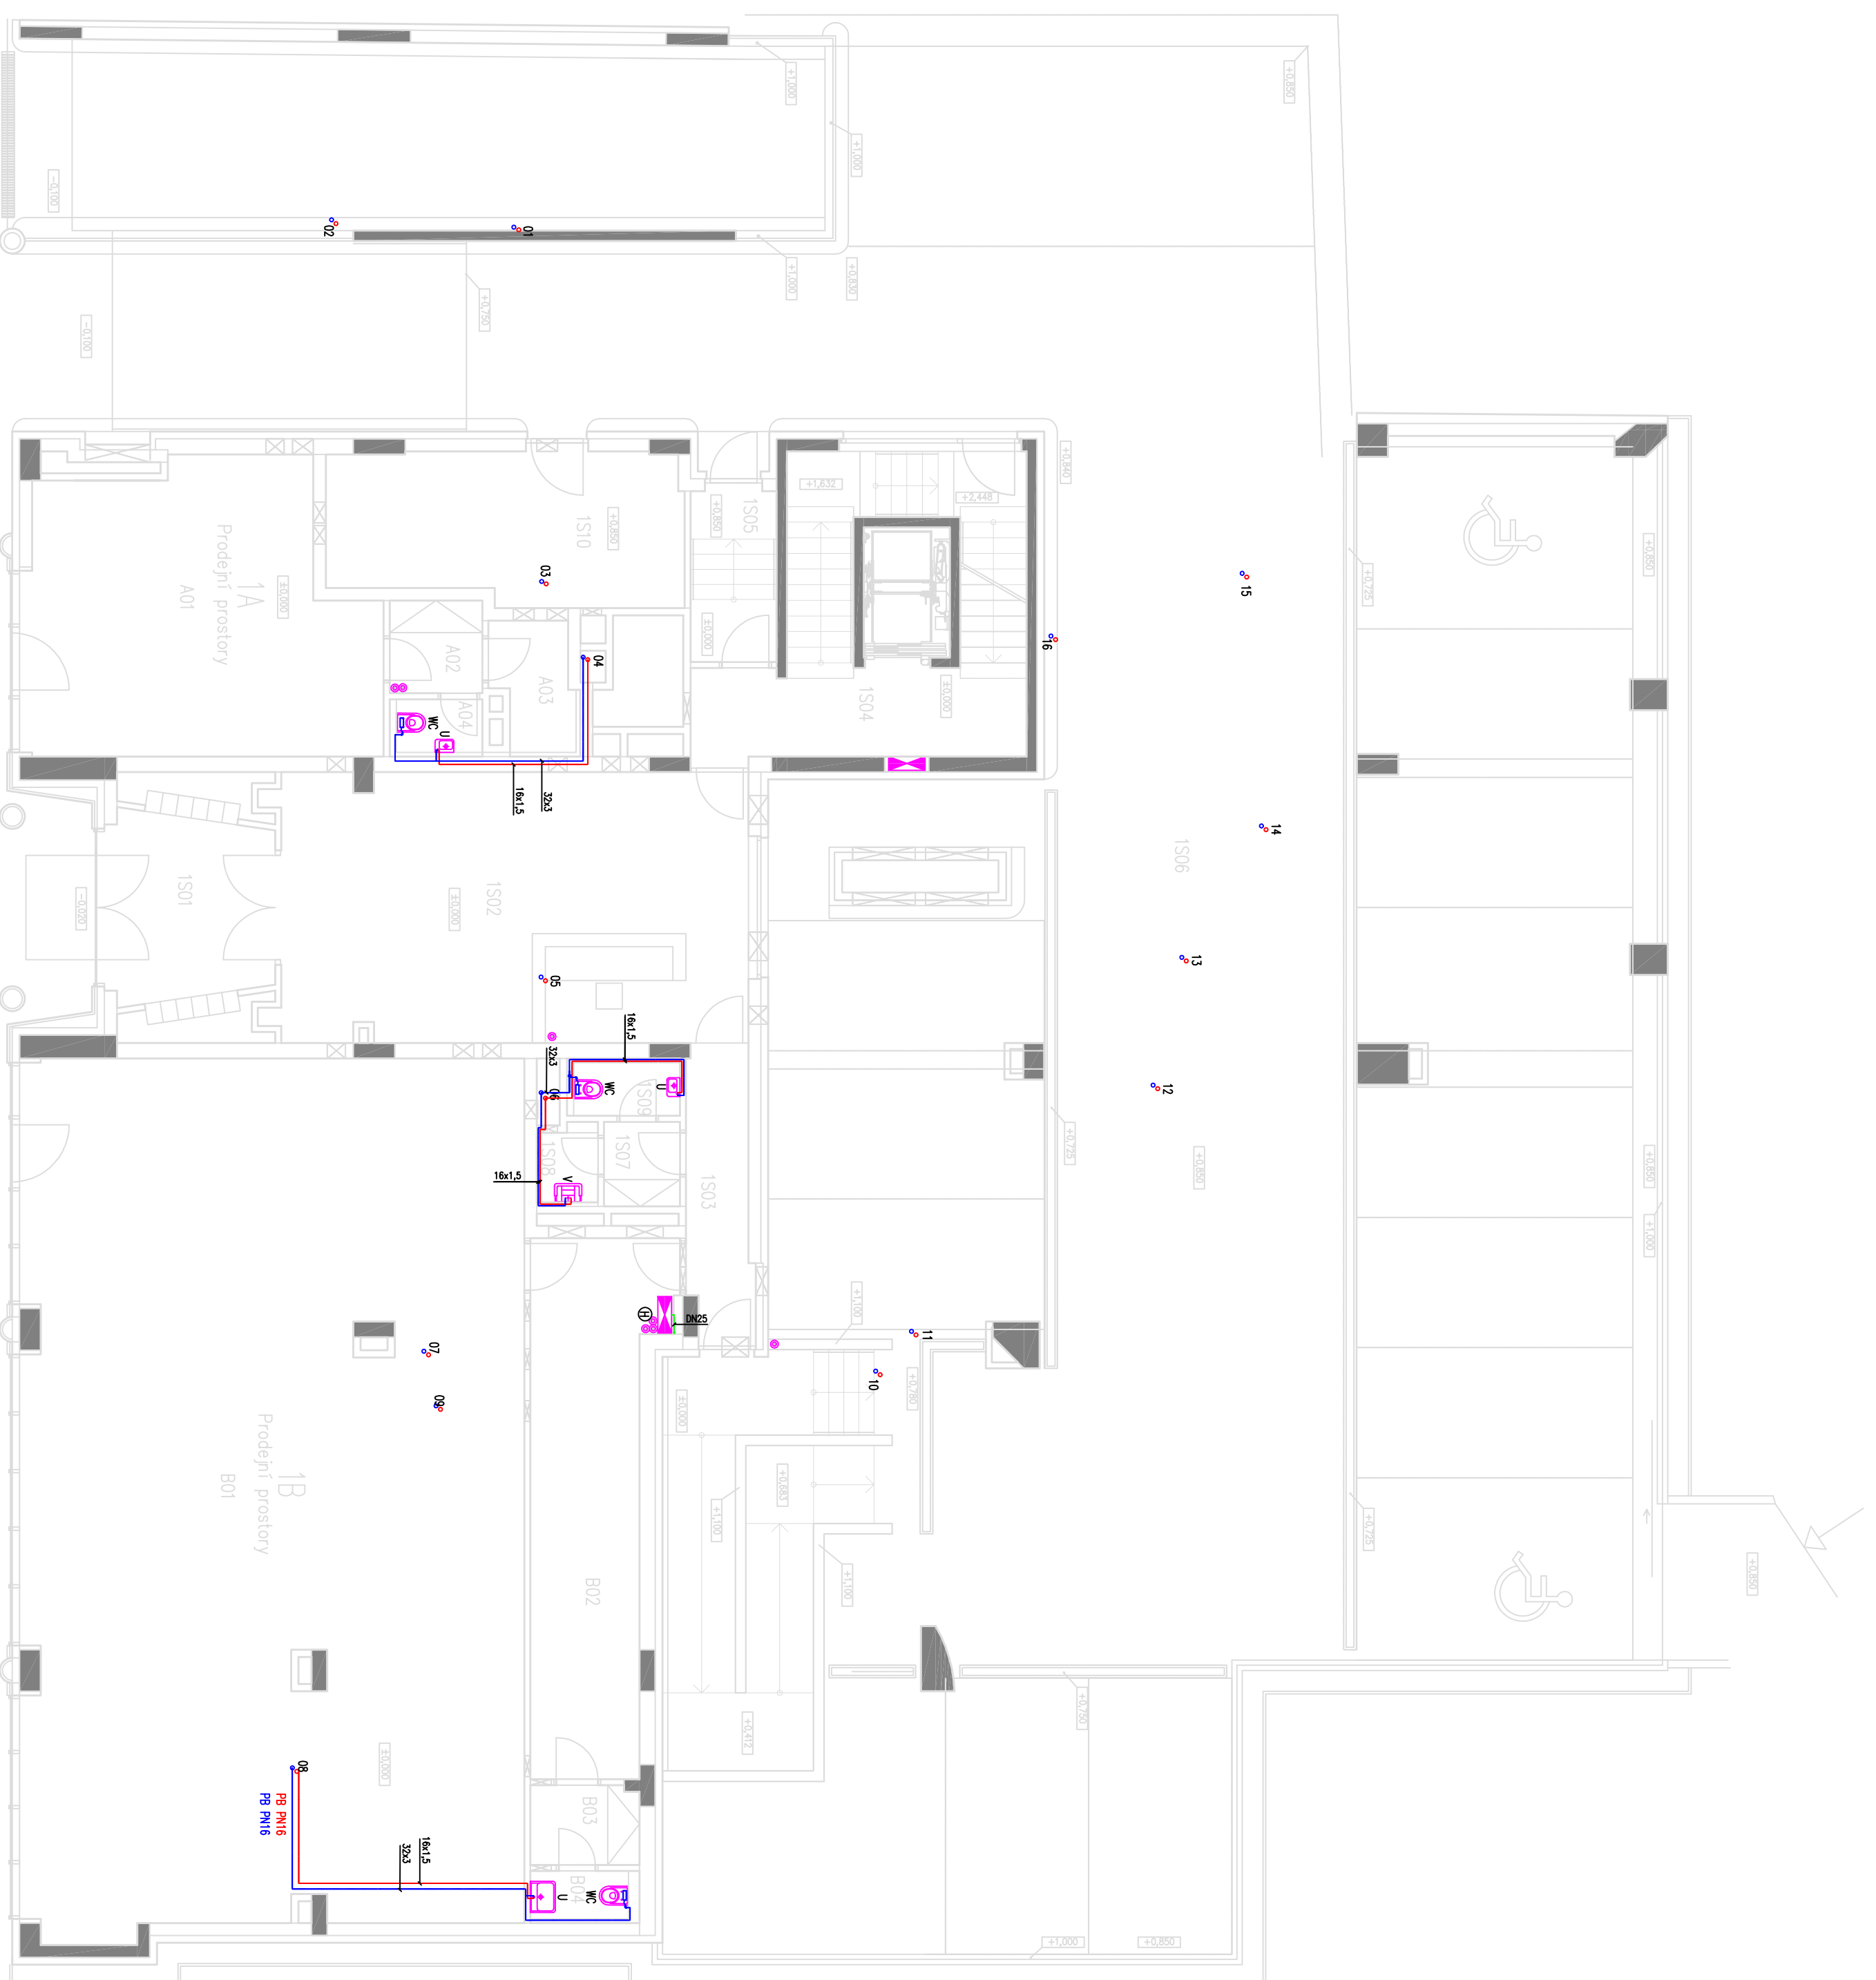 +1,000
+0,850
+1,000
-0,100
02
01
+1,000
+0,830
+0,750
-0,100
+0,840
+1,632
+2,448
+0,850
1S05
1S10
+0,850
Prodejní prostory
1A
±0,000
A01
03
15
+0,850
+0,725
±0,000
16
A02
04
A03
1S04
±0,000
A04
WC
U
16x1,5
32x3
14
1S06
1S01
-0,020
1S02
±0,000
13
05
16x1,5
32x3
06
WC
U
1S09
12
+0,725
1S08
1S07
+0,850
+0,850
16x1,5
V
1S03
+1,000
+1,100
H
DN25
11
07
10
+0,780
09
±0,000
Prodejní prostory
1B
B01
+0,683
+1,100
+0,725
B02
+1,100
+0,850
+0,750
+0,412
±0,000
08
PB PN16
PB PN16
B03
16x1,5
32x3
B04
U
WC
+1,000
+0,850